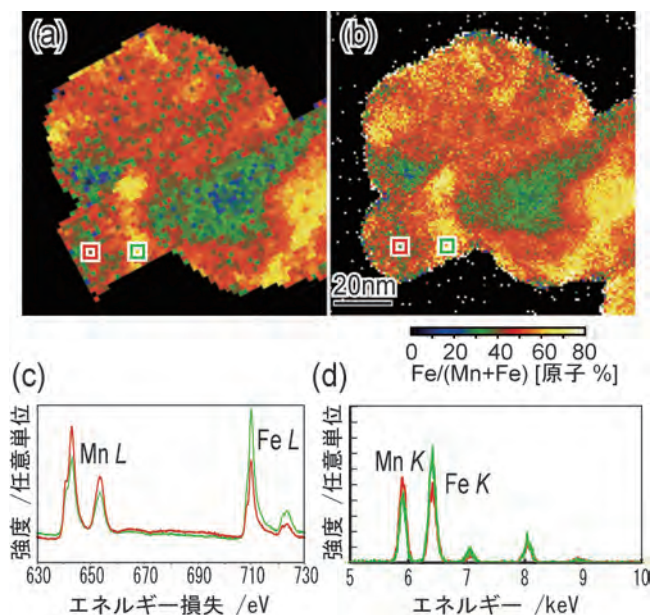 (a)
(b)
20nm
0 20 40 60 80
Fe/(Mn+Fe) [原子 %]
(c)
強度 /任意単位
Mn L
Fe L
630 650 670 690 710 730
エネルギー損失 /eV
(d)
強度 /任意単位
Mn K
Fe K
5 6 7 8 9 10
エネルギー /keV